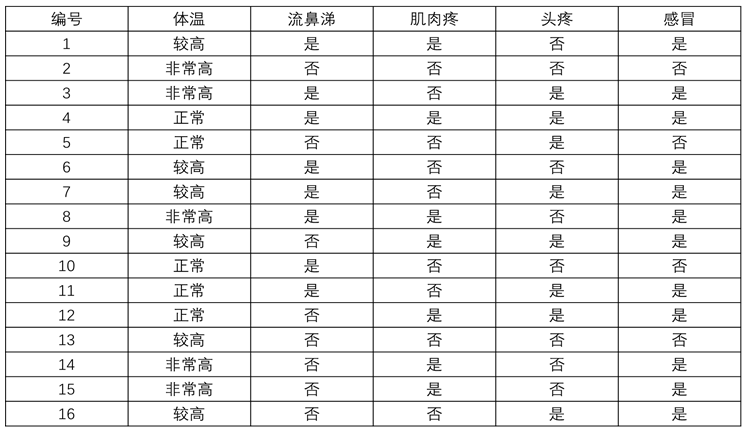 编号 体温 流鼻涕 肌肉疼 头疼 感冒
1 较高 是 是 否 是
2 非常高 否 否 否 否
3 非常高 是 否 是 是
4 正常 是 是 是 是
5 正常 否 否 是 否
6 较高 是 否 否 是
7 较高 是 否 是 是
8 非常高 是 是 否 是
9 较高 否 是 是 是
10 正常 是 否 否 否
11 正常 是 否 是 是
12 正常 否 是 是 是
13 较高 否 否 否 否
14 非常高 否 是 否 是
15 非常高 否 是 否 是
16 较高 否 否 是 是